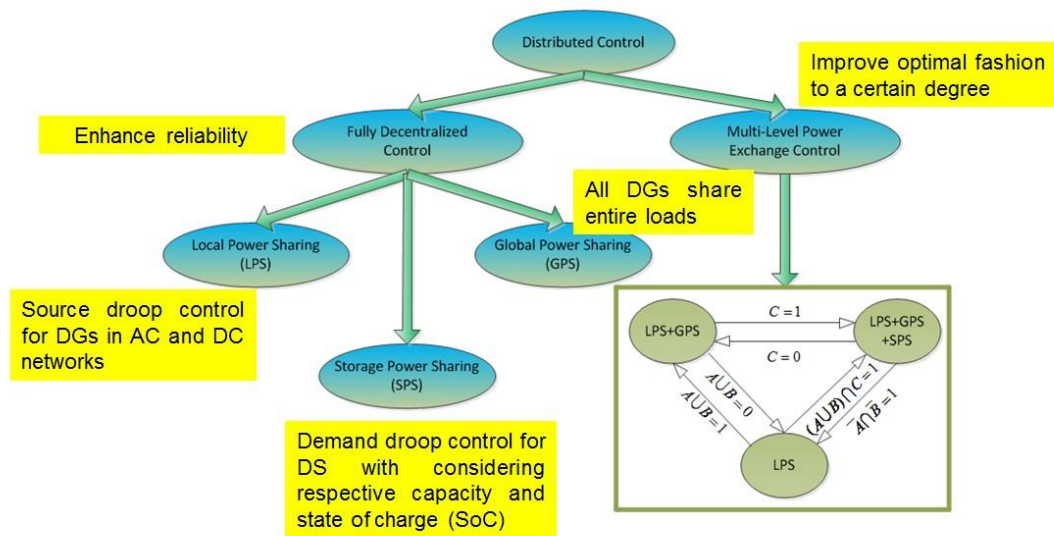 Distributed Control
Improve optimal fashion
to a certain degree
Enhance reliability
Fully Decentralized
Control
Multi-Level Power
Exchange Control
All DGs share
entire loads
Local Power Sharing
(LPS)
Global Power Sharing
(GPS)
Source droop control
for DGs in AC and DC
networks
Storage Power Sharing
(SPS)
Demand droop control for
DS with considering
respective capacity and
state of charge (SoC)
LPS+GPS
C = 1
LPS+GPS
+SPS
C = 0
A∪B = 0
A∪B = 1
(A∪B)∩C = 1
A̅∩B̅ = 1
LPS